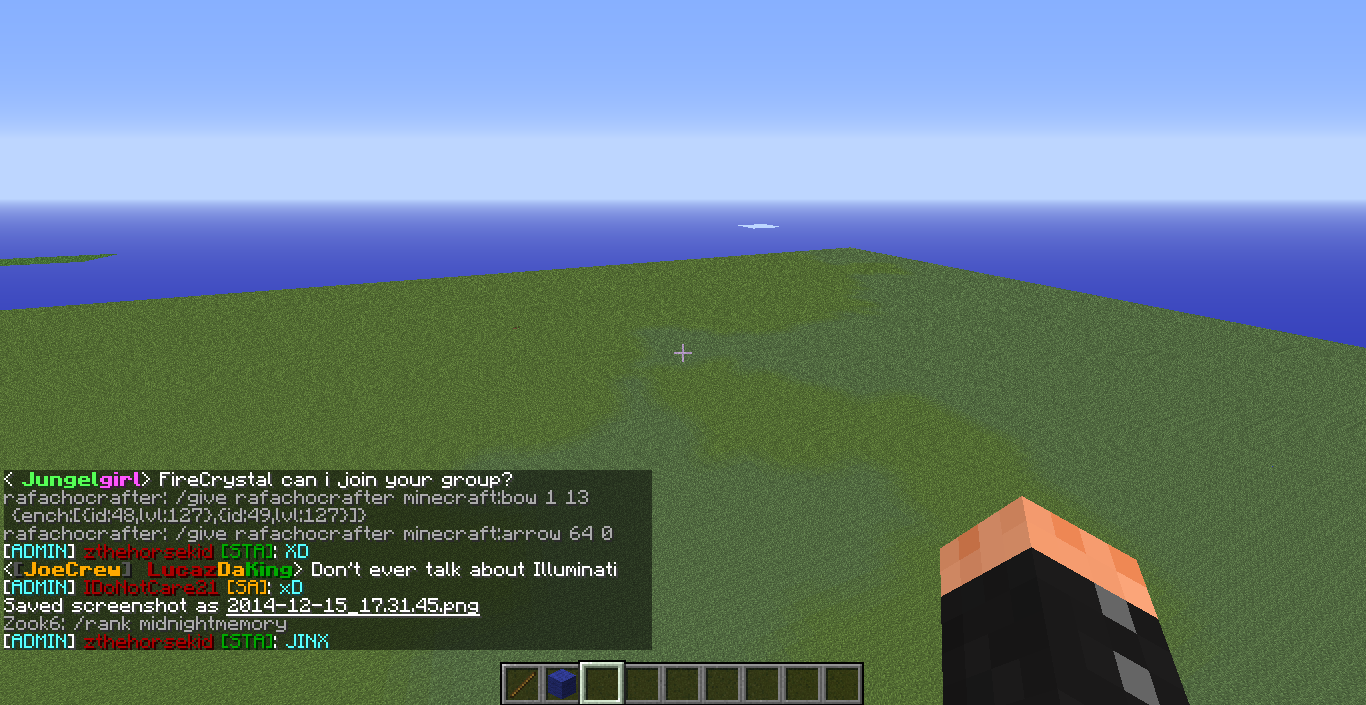 < Jungelgirl> FireCrystal can i join your group?
rafachocrafter: /give rafachocrafter minecraft:bow 1 13
{ench:[{id:48,lvl:127},{id:49,lvl:127}]}
rafachocrafter: /give rafachocrafter minecraft:arrow 64 0
[ADMIN] zthehorsekid [STA]: XD
<[JoeCrew] LucazDaKing> Don't ever talk about Illuminati
[ADMIN] IDoNotCare21 [SA]: xD
Saved screenshot as 2014-12-15_17.31.45.png
Zook6: /rank midnightmemory
[ADMIN] zthehorsekid [STA]: JINX